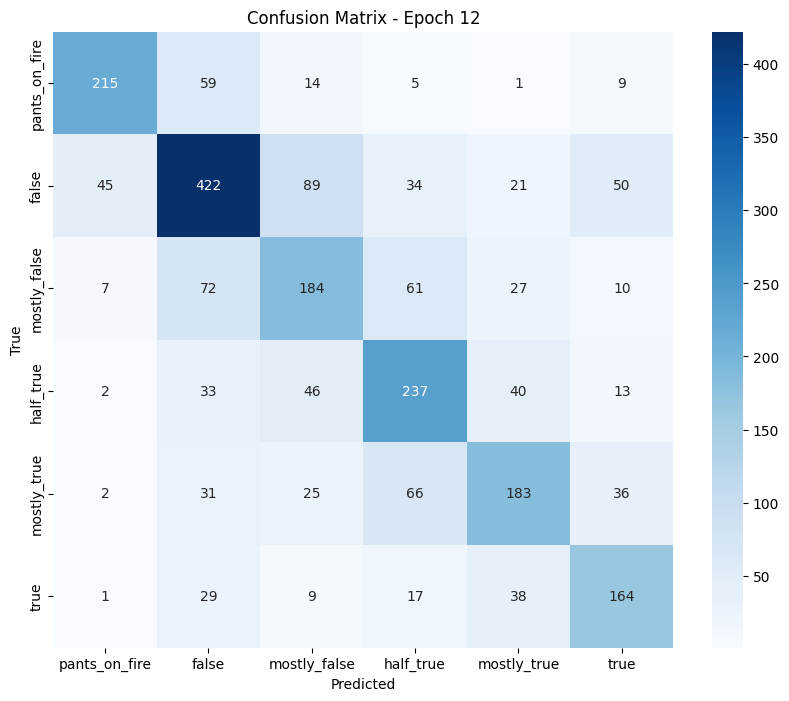 Confusion Matrix - Epoch 12
True
pants_on_fire 215 59 14 5 1 9
false 45 422 89 34 21 50
mostly_false 7 72 184 61 27 10
half_true 2 33 46 237 40 13
mostly_true 2 31 25 66 183 36
true 1 29 9 17 38 164
pants_on_fire false mostly_false half_true mostly_true true
Predicted
400
350
300
250
200
150
100
50